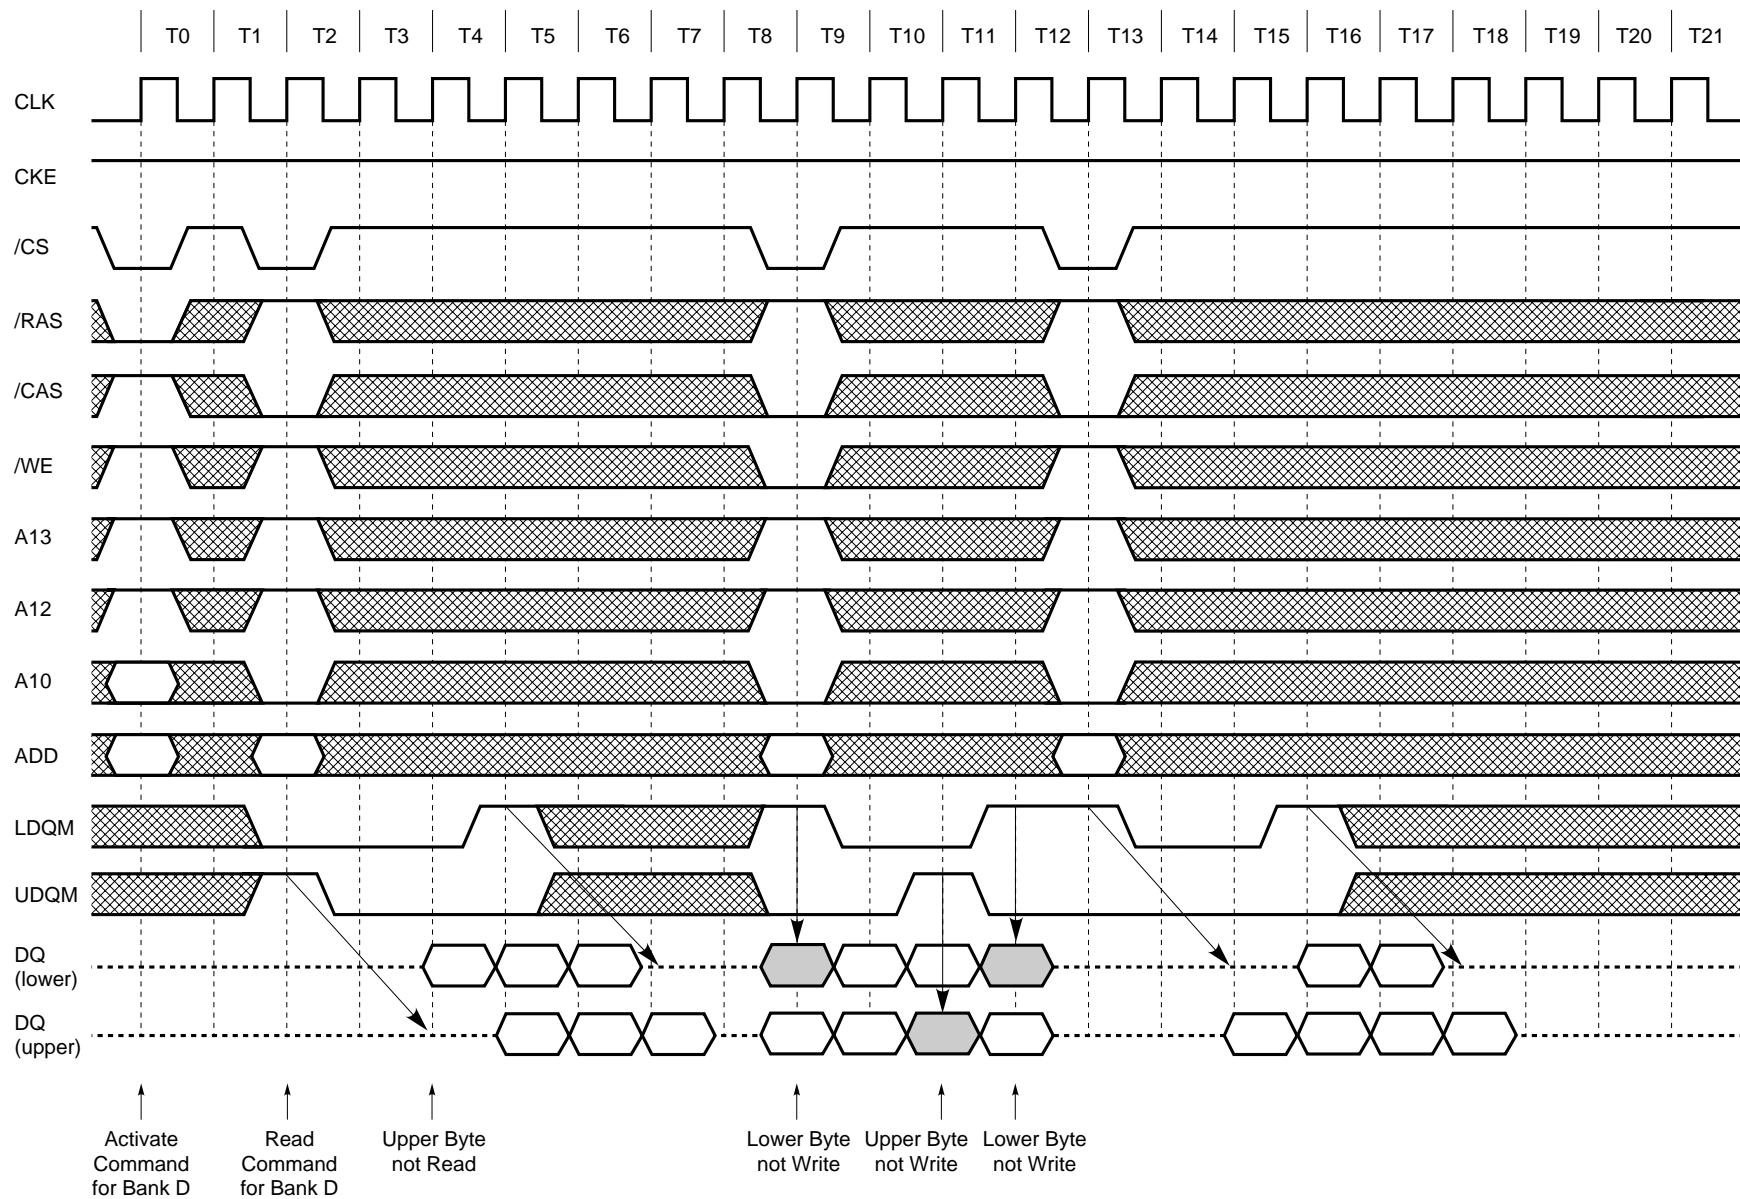 T0 T1 T2 T3 T4 T5 T6 T7 T8 T9 T10 T11 T12 T13 T14 T15 T16 T17 T18 T19 T20 T21
CLK
CKE
/CS
/RAS
/CAS
/WE
A13
A12
A10
ADD
LDQM
UDQM
DQ
(lower)
DQ
(upper)
Activate
Command
for Bank D
Read
Command
for Bank D
Upper Byte
not Read
Lower Byte
not Write
Upper Byte
not Write
Lower Byte
not Write